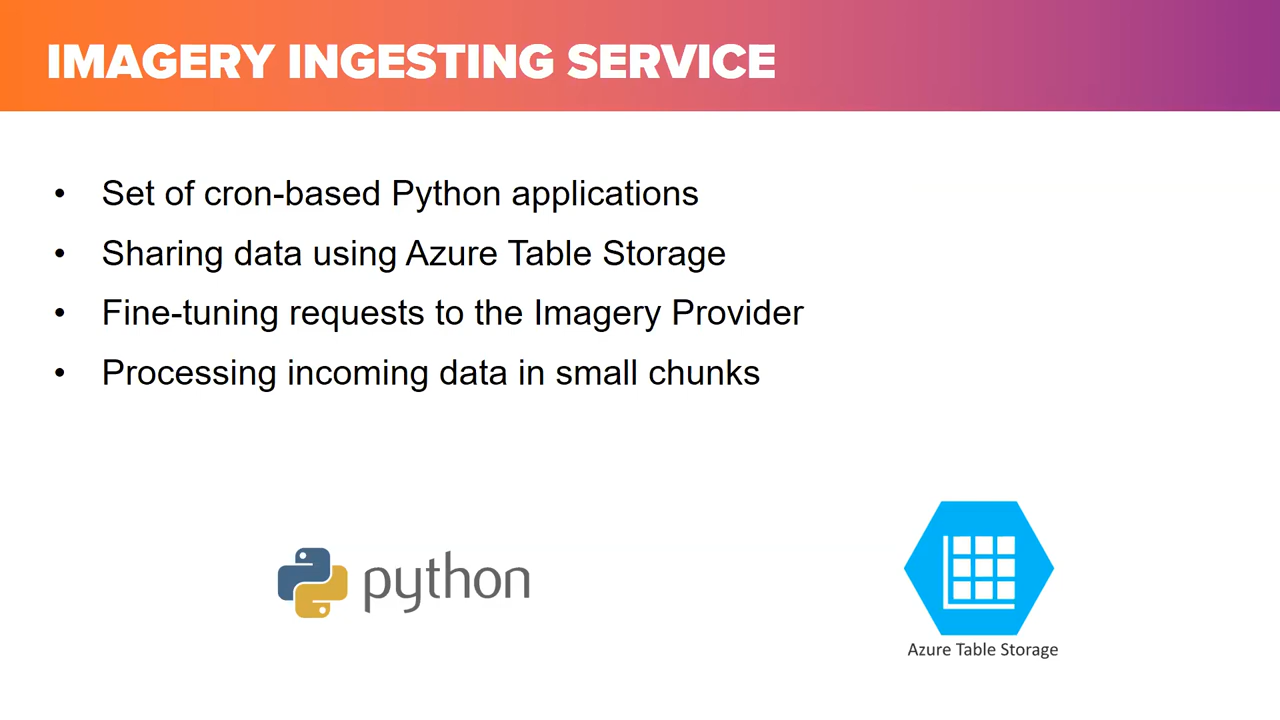 IMAGERY INGESTING SERVICE
• Set of cron-based Python applications
• Sharing data using Azure Table Storage
• Fine-tuning requests to the Imagery Provider
• Processing incoming data in small chunks
python
Azure Table Storage